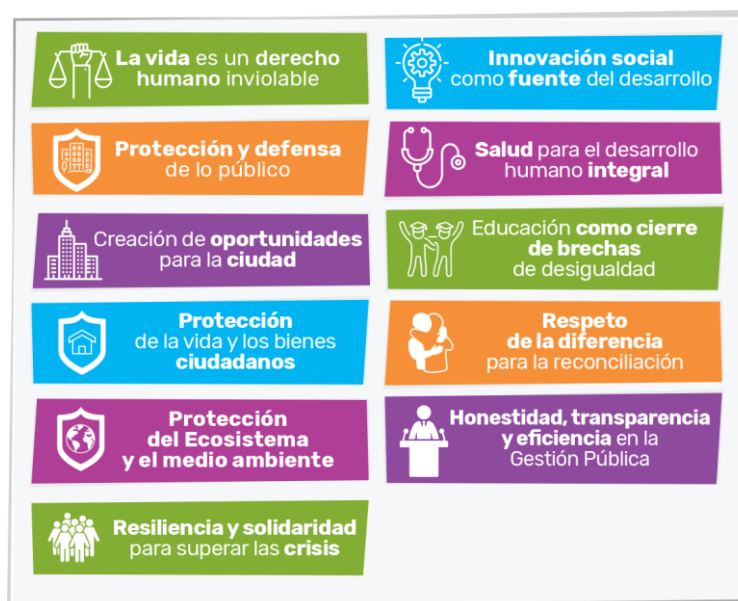 La vida es un derecho
humano inviolable
Protección y defensa
de lo público
Creación de oportunidades
para la ciudad
Protección
de la vida y los bienes
ciudadanos
Protección
del Ecosistema
y el medio ambiente
Resiliencia y solidaridad
para superar las crisis
Innovación social
como fuente del desarrollo
Salud para el desarrollo
humano integral
Educación como cierre
de brechas
de desigualdad
Respeto
de la diferencia
para la reconciliación
Honestidad, transparencia
y eficiencia en la
Gestión Pública